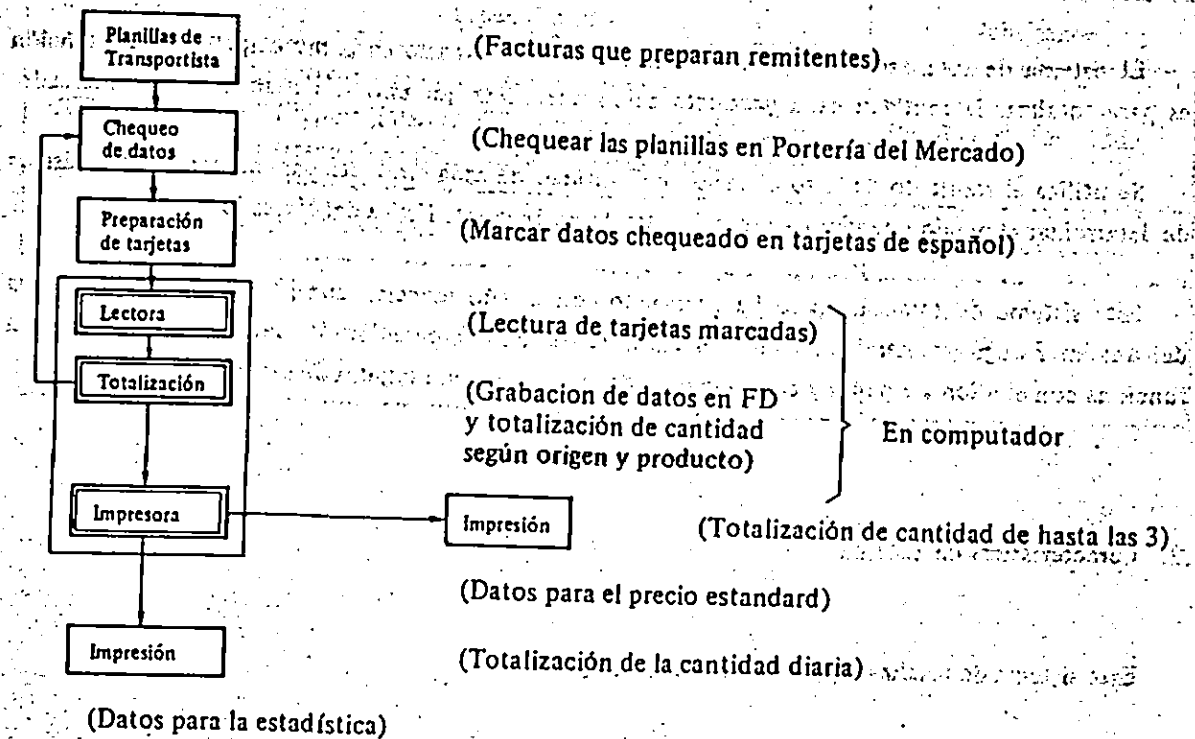 Planillas de
Transportista
(Facturas que preparan remitentes)
Chequeo
de datos
(Chequear las planillas en Portería del Mercado)
Preparación
de tarjetas
(Marcar datos chequeado en tarjetas de español)
Lectora
(Lectura de tarjetas marcadas)
Totalización
(Grabacion de datos en FD
y totalización de cantidad
según origen y producto)
En computador
Impresora
Impresión
(Totalización de cantidad de hasta las 3)
(Datos para el precio estandard)
Impresión
(Totalización de la cantidad diaria)
(Datos para la estadística)